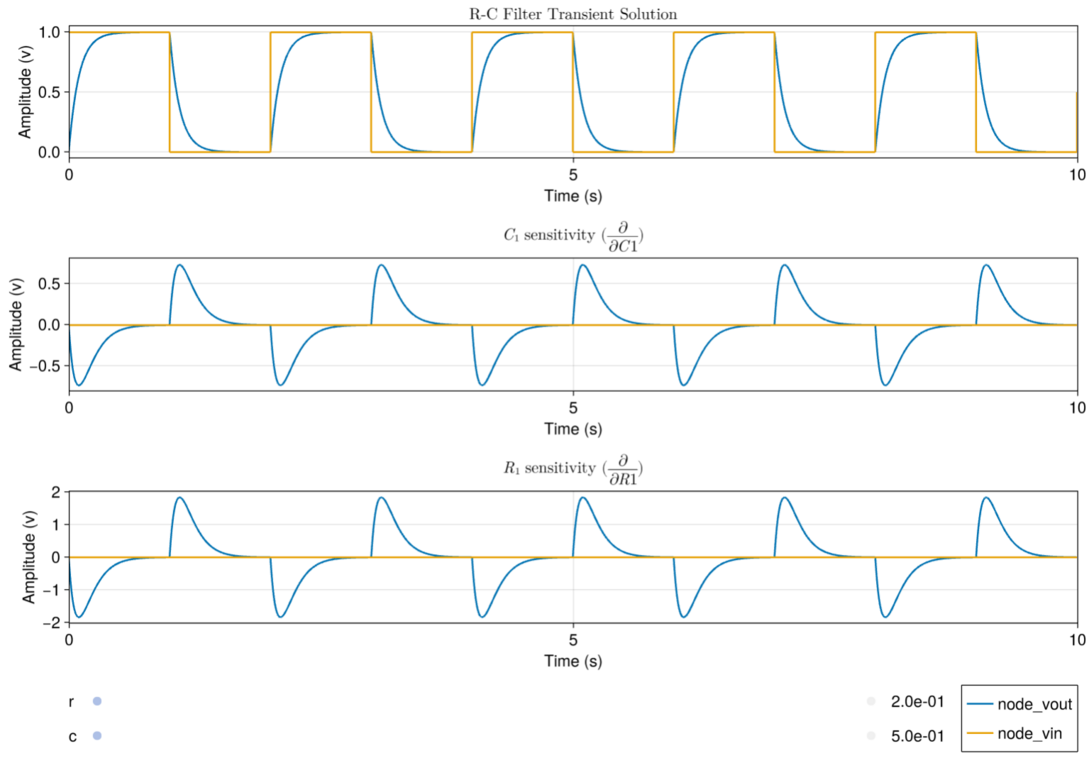 R-C Filter Transient Solution
Amplitude (v)
1.0
0.5
0.0
0
5
10
Time (s)
C₁ sensitivity (∂/∂C1)
Amplitude (v)
0.5
0.0
−0.5
0
5
10
Time (s)
R₁ sensitivity (∂/∂R1)
Amplitude (v)
2
1
0
−1
−2
0
5
10
Time (s)
r 2.0e-01
c 5.0e-01
node_vout
node_vin